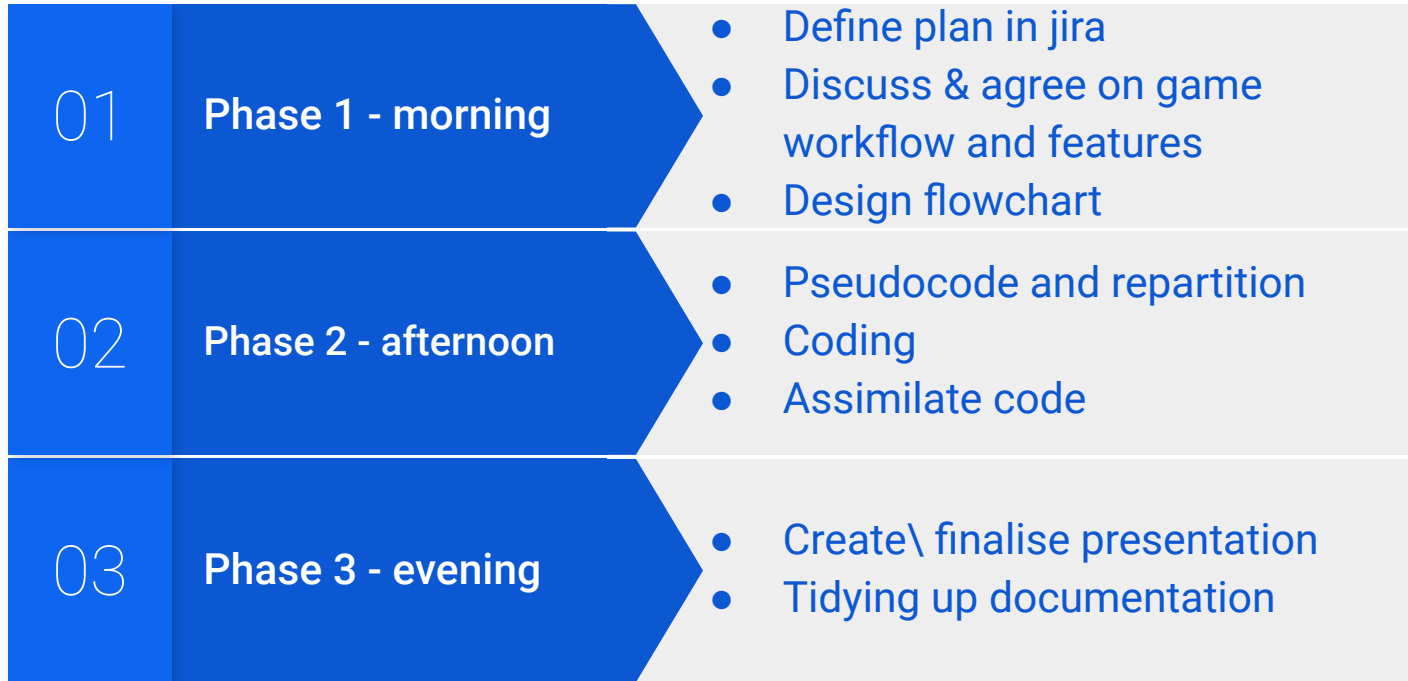 01
Phase 1 - morning
● Define plan in jira
● Discuss & agree on game
workflow and features
● Design flowchart
02
Phase 2 - afternoon
● Pseudocode and repartition
● Coding
● Assimilate code
03
Phase 3 - evening
● Create\ finalise presentation
● Tidying up documentation